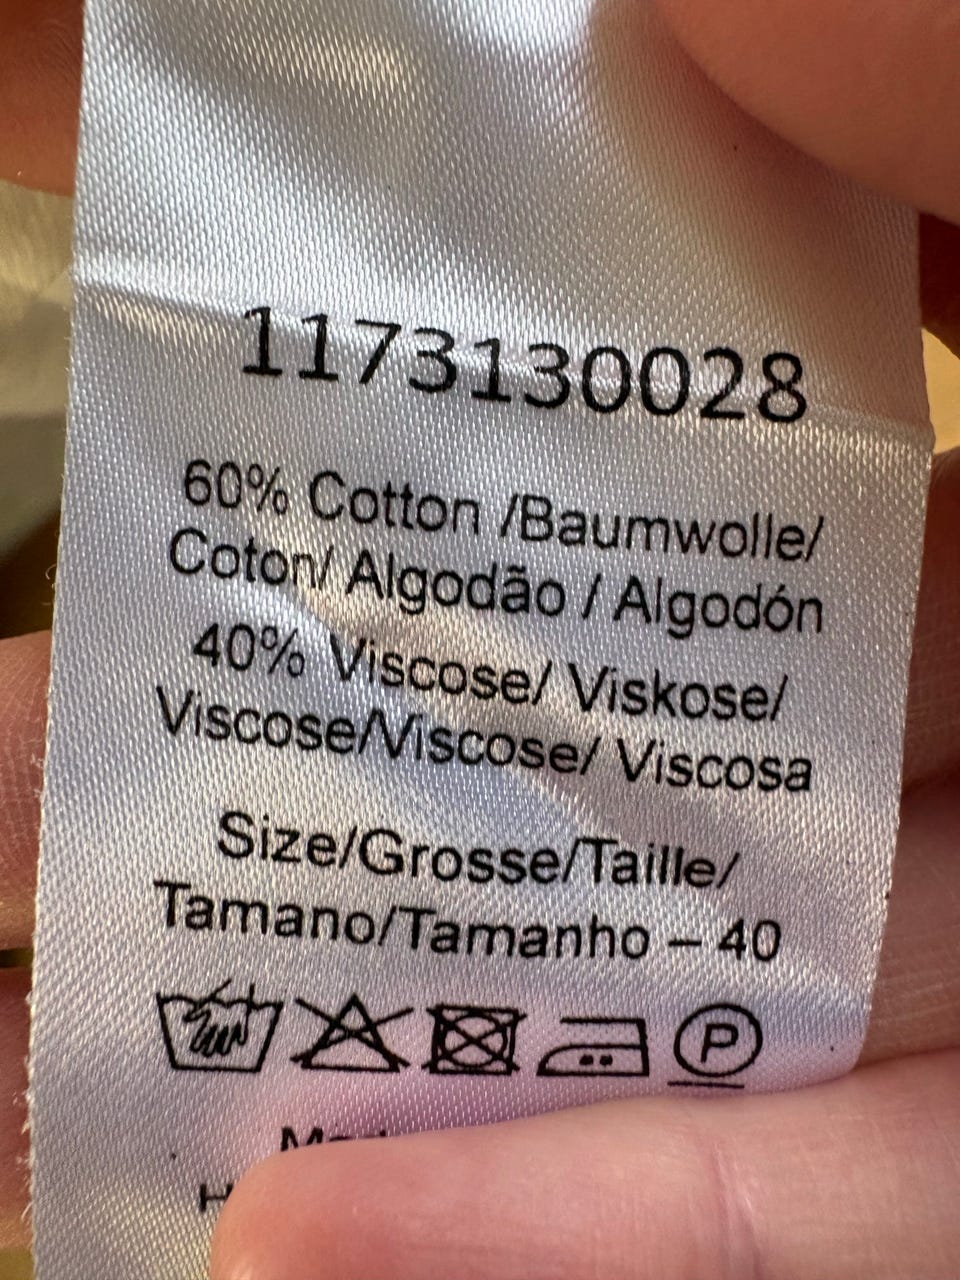 1173130028
60% Cotton /Baumwolle/
Coton/ Algodão / Algodón
40% Viscose/ Viskose/
Viscose/Viscose/ Viscosa
Size/Grosse/Taille/
Tamano/Tamanho – 40
P